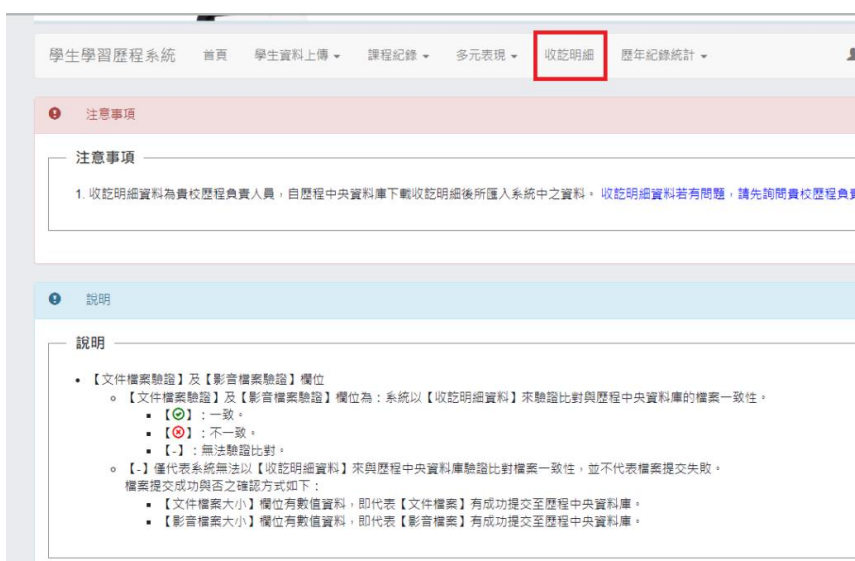 學生學習歷程系統 首頁 學生資料上傳 課程紀錄 多元表現 收訖明細 歷年紀錄統計
注意事項
注意事項
1. 收訖明細資料為貴校歷程負責人員，自歷程中央資料庫下載收訖明細後所匯入系統中之資料。收訖明細資料若有問題，請先詢問貴校歷程負責
說明
說明
【文件檔案驗證】及【影音檔案驗證】欄位
【文件檔案驗證】及【影音檔案驗證】欄位為：系統以【收訖明細資料】來驗證比對與歷程中央資料庫的檔案一致性。
【✓】：一致。
【✗】：不一致。
【-】：無法驗證比對。
【-】僅代表系統無法以【收訖明細資料】來與歷程中央資料庫驗證比對檔案一致性，並不代表檔案提交失敗。
檔案提交成功與否之確認方式如下：
【文件檔案大小】欄位有數值資料，即代表【文件檔案】有成功提交至歷程中央資料庫。
【影音檔案大小】欄位有數值資料，即代表【影音檔案】有成功提交至歷程中央資料庫。